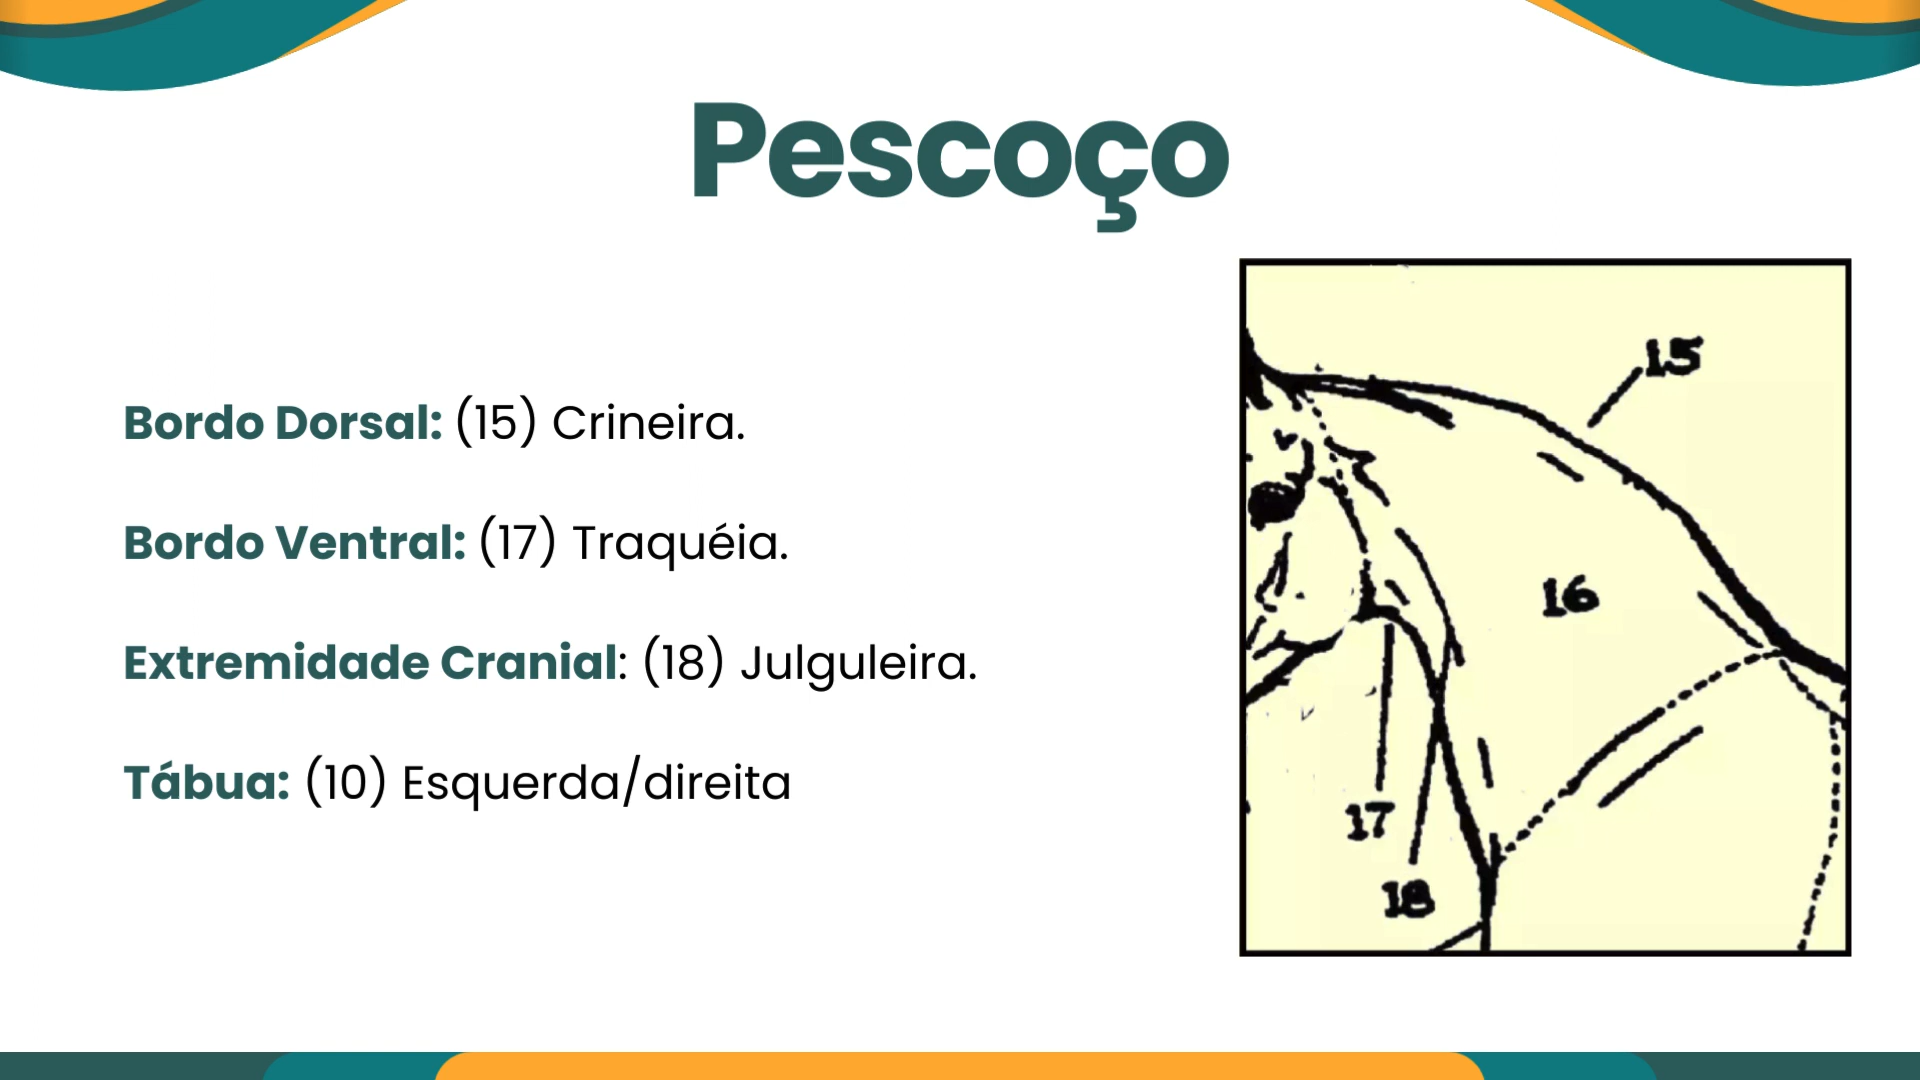 Pescoço
Bordo Dorsal: (15) Crineira.
Bordo Ventral: (17) Traquéia.
Extremidade Cranial: (18) Julguleira.
Tábua: (10) Esquerda/direita
15
16
17
18